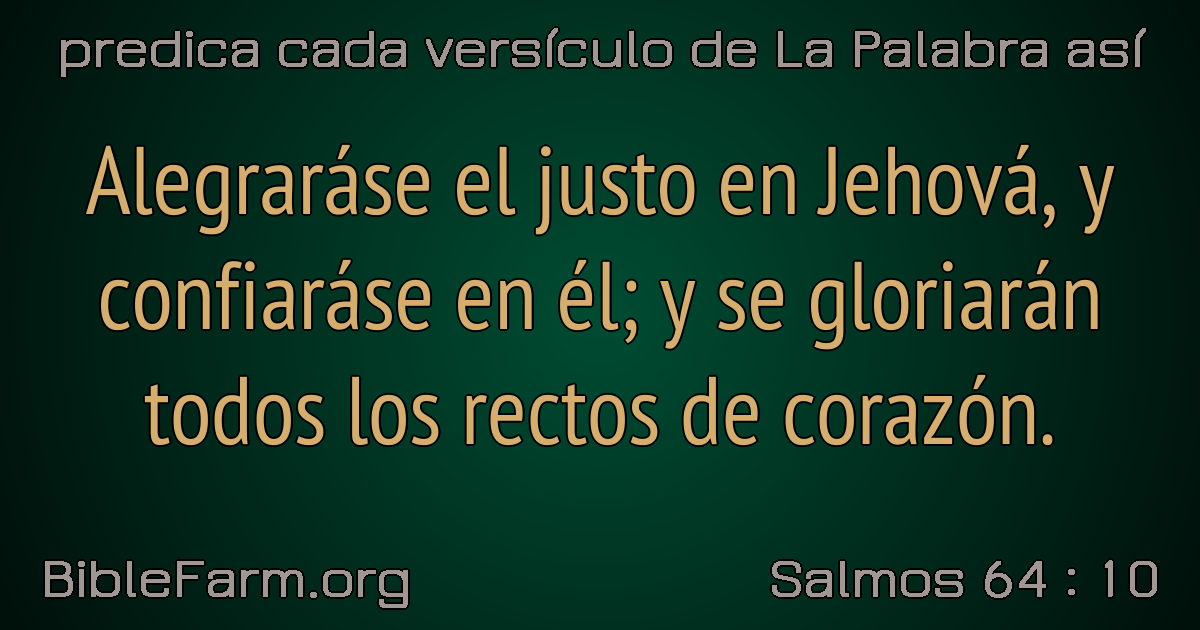 predica cada versículo de La Palabra así
Alegraráse el justo en Jehová, y
confiaráse en él; y se gloriarán
todos los rectos de corazón.
BibleFarm.org
Salmos 64 : 10